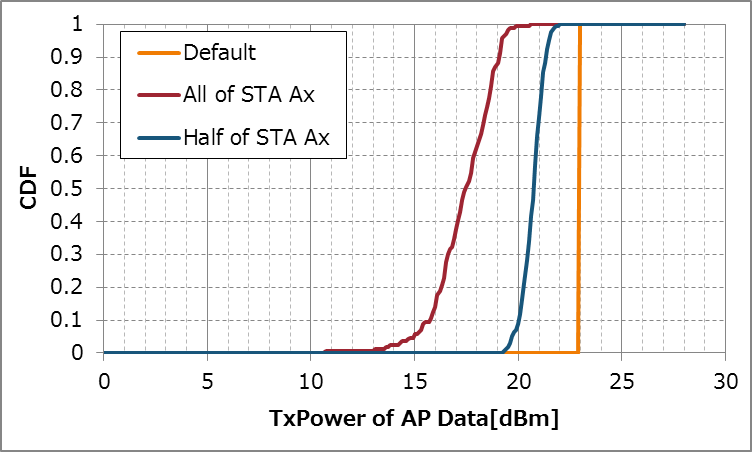 1
0.9
0.8
0.7
0.6
0.5
0.4
0.3
0.2
0.1
0
CDF
Default
All of STA Ax
Half of STA Ax
0 5 10 15 20 25 30
TxPower of AP Data[dBm]